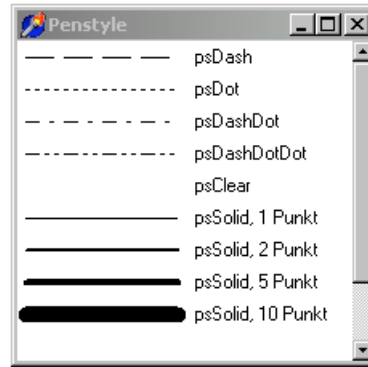 Penstyle
psDash
psDot
psDashDot
psDashDotDot
psClear
psSolid, 1 Punkt
psSolid, 2 Punkt
psSolid, 5 Punkt
psSolid, 10 Punkt